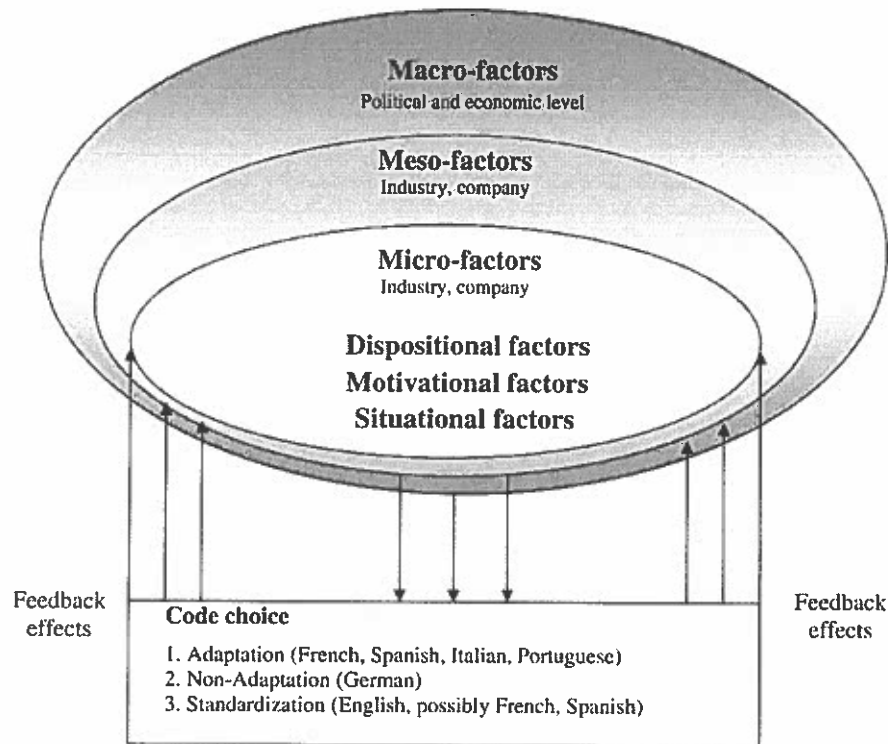 Macro-factors
Political and economic level
Meso-factors
Industry, company
Micro-factors
Industry, company
Dispositional factors
Motivational factors
Situational factors
Feedback
effects
Feedback
effects
Code choice
1. Adaptation (French, Spanish, Italian, Portuguese)
2. Non-Adaptation (German)
3. Standardization (English, possibly French, Spanish)